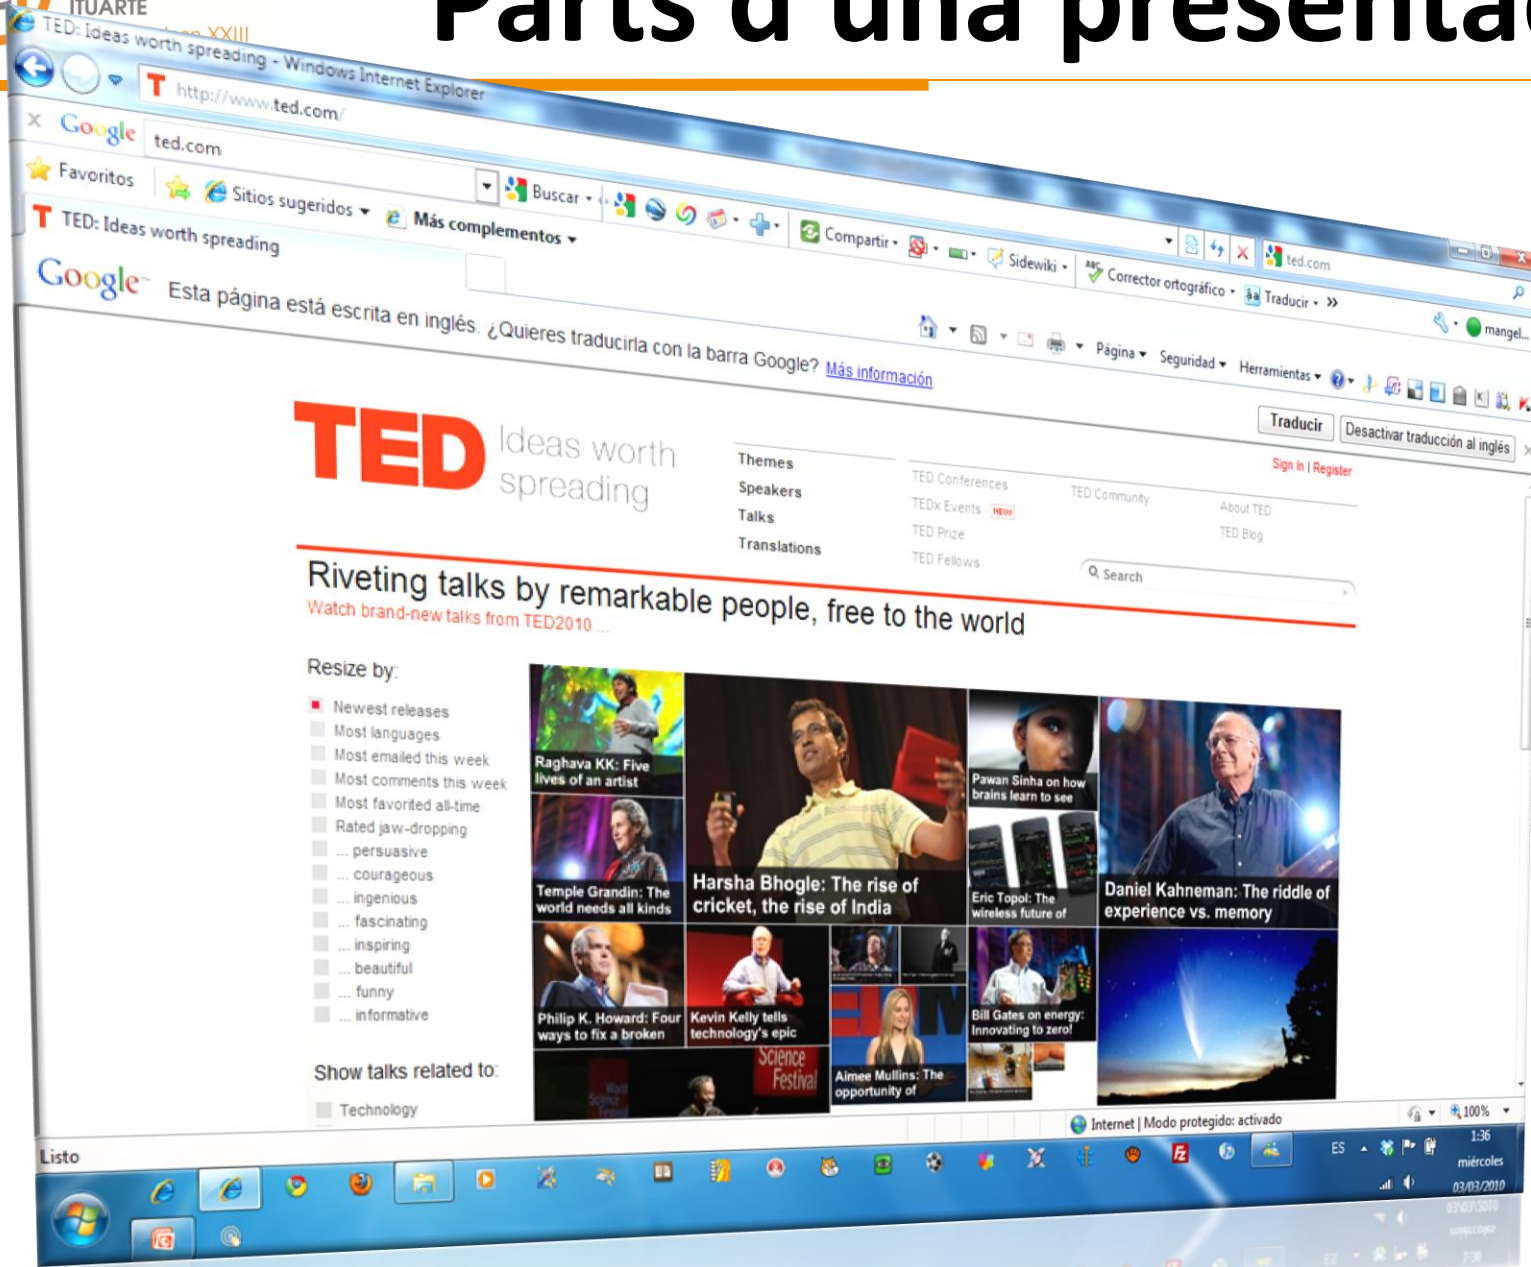 ITUARTE
XXIII
Parts d'una presentac
TED: Ideas worth spreading - Windows Internet Explorer
http://www.ted.com/
ted.com
Google
ted.com
Buscar
Compartir
Sidewiki
Corrector ortográfico
Traducir
mangel...
Favoritos
Sitios sugeridos
Más complementos
TED: Ideas worth spreading
Página
Seguridad
Herramientas
Google
Esta página está escrita en inglés. ¿Quieres traducirla con la barra Google? Más información
Traducir
Desactivar traducción al inglés
TED
Ideas worth
spreading
Sign In | Register
Themes
Speakers
Talks
Translations
TED Conferences
TEDx Events NEW
TED Prize
TED Fellows
TED Community
About TED
TED Blog
Search
Riveting talks by remarkable people, free to the world
Watch brand-new talks from TED2010 ...
Resize by:
Newest releases
Most languages
Most emailed this week
Most comments this week
Most favorited all-time
Rated jaw-dropping
... persuasive
... courageous
... ingenious
... fascinating
... inspiring
... beautiful
... funny
... informative
Show talks related to:
Technology
Raghava KK: Five
lives of an artist
Temple Grandin: The
world needs all kinds
Harsha Bhogle: The rise of
cricket, the rise of India
Pawan Sinha on how
brains learn to see
Eric Topol: The
wireless future of
Daniel Kahneman: The riddle of
experience vs. memory
Philip K. Howard: Four
ways to fix a broken
Kevin Kelly tells
technology's epic
Aimee Mullins: The
opportunity of
Bill Gates on energy:
Innovating to zero!
World
Science
Festival
Science
Festival
Listo
Internet | Modo protegido: activado
100%
ES
1:36
miércoles
03/03/2010